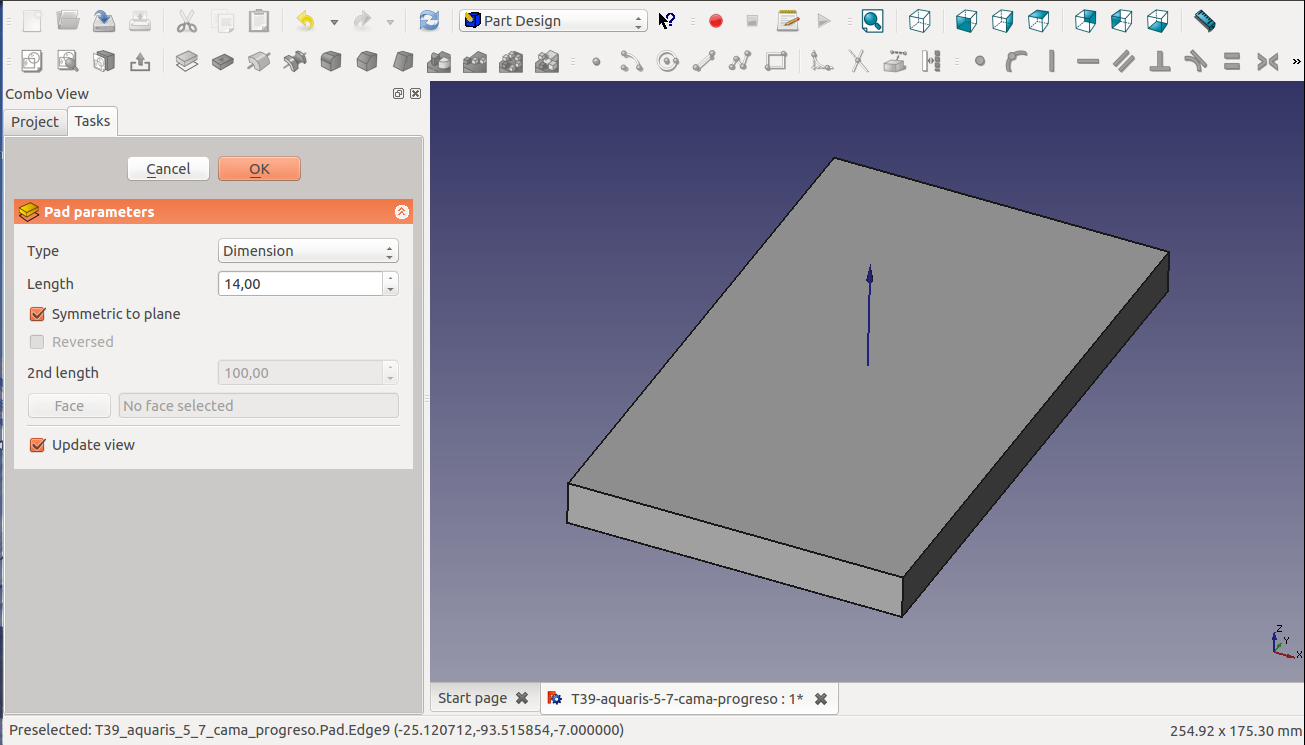 Part Design
Combo View
Project
Tasks
Cancel
OK
Pad parameters
Type
Dimension
Length
14,00
Symmetric to plane
Reversed
2nd length
100,00
Face
No face selected
Update view
Z
Y
X
Start page
T39-aquaris-5-7-cama-progreso : 1*
Preselected: T39_aquaris_5_7_cama_progreso.Pad.Edge9 (-25.120712,-93.515854,-7.000000)
254.92 x 175.30 mm